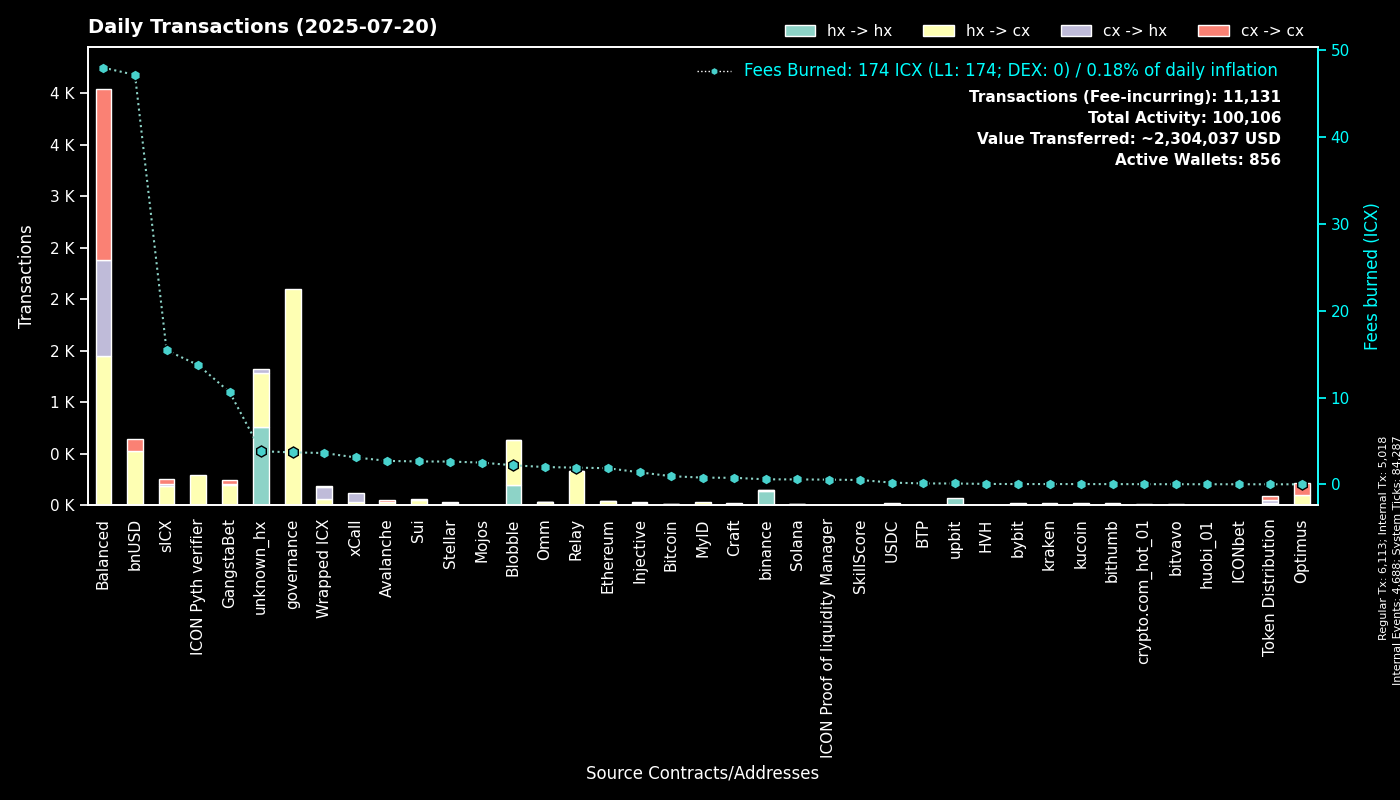 Daily Transactions (2025-07-20)
hx -> hx
hx -> cx
cx -> hx
cx -> cx
Fees Burned: 174 ICX (L1: 174; DEX: 0) / 0.18% of daily inflation
Transactions (Fee-incurring): 11,131
Total Activity: 100,106
Value Transferred: ~2,304,037 USD
Active Wallets: 856
Transactions
4 K
4 K
3 K
2 K
2 K
2 K
1 K
0 K
0 K
50
40
30
20
10
0
Fees burned (ICX)
Balanced
bnUSD
sICX
ICON Pyth verifier
GangstaBet
unknown_hx
governance
Wrapped ICX
xCall
Avalanche
Sui
Stellar
Mojos
Blobble
Omm
Relay
Ethereum
Injective
Bitcoin
MyID
Craft
binance
Solana
ICON Proof of liquidity Manager
SkillScore
USDC
BTP
upbit
HVH
bybit
kraken
kucoin
bithumb
crypto.com_hot_01
bitvavo
huobi_01
ICONbet
Token Distribution
Optimus
Source Contracts/Addresses
Regular Tx: 6,113; Internal Tx: 5,018
Internal Events: 4,688; System Ticks: 84,287